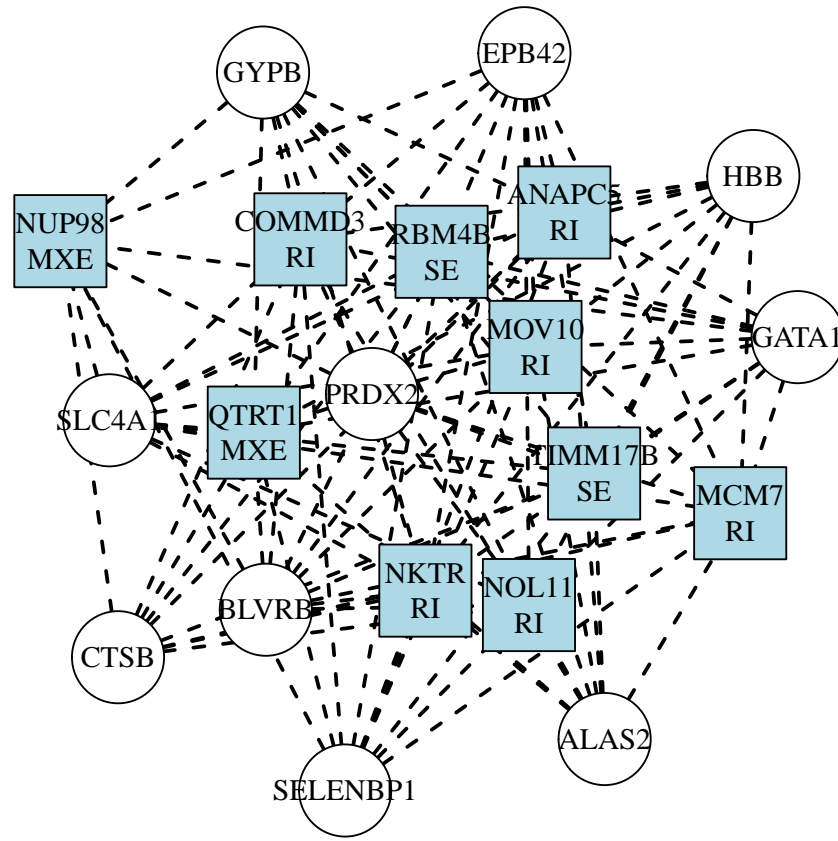 EPB42
GYPB
HBB
ANAPC5
RI
NUP98
MXE
COMMD3
RI
RBM4B
SE
MOV10
RI
GATA1
PRDX2
SLC4A1
QTRT1
MXE
TIMM17B
SE
MCM7
RI
NKTR
RI
NOL11
RI
BLVRB
CTSB
ALAS2
SELENBP1